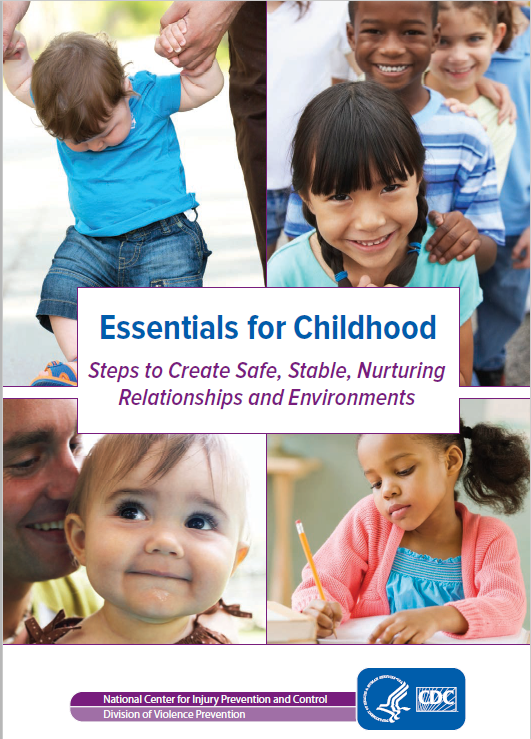 Essentials for Childhood
Steps to Create Safe, Stable, Nurturing
Relationships and Environments
National Center for Injury Prevention and Control
Division of Violence Prevention
CDC